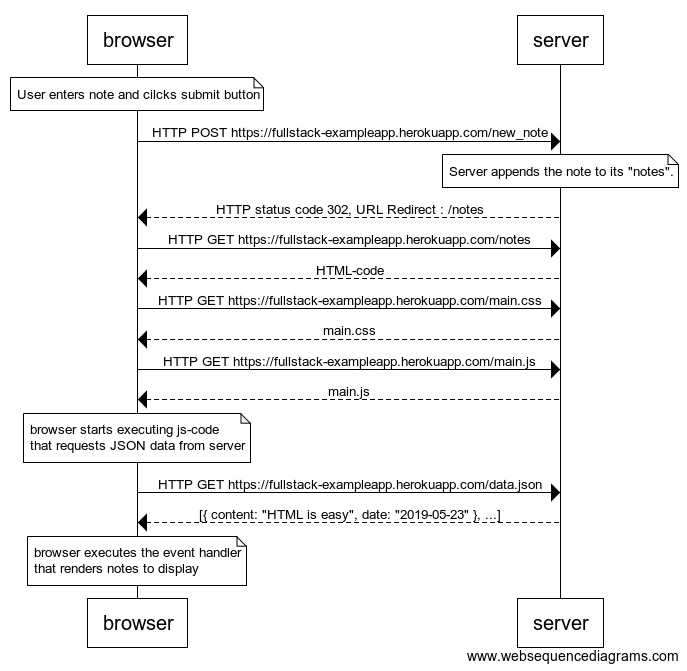 browser
server
User enters note and cilcks submit button
HTTP POST https://fullstack-exampleapp.herokuapp.com/new_note
Server appends the note to its "notes".
HTTP status code 302, URL Redirect : /notes
HTTP GET https://fullstack-exampleapp.herokuapp.com/notes
HTML-code
HTTP GET https://fullstack-exampleapp.herokuapp.com/main.css
main.css
HTTP GET https://fullstack-exampleapp.herokuapp.com/main.js
main.js
browser starts executing js-code
that requests JSON data from server
HTTP GET https://fullstack-exampleapp.herokuapp.com/data.json
[{ content: "HTML is easy", date: "2019-05-23" }, ...]
browser executes the event handler
that renders notes to display
browser
server
www.websequencediagrams.com